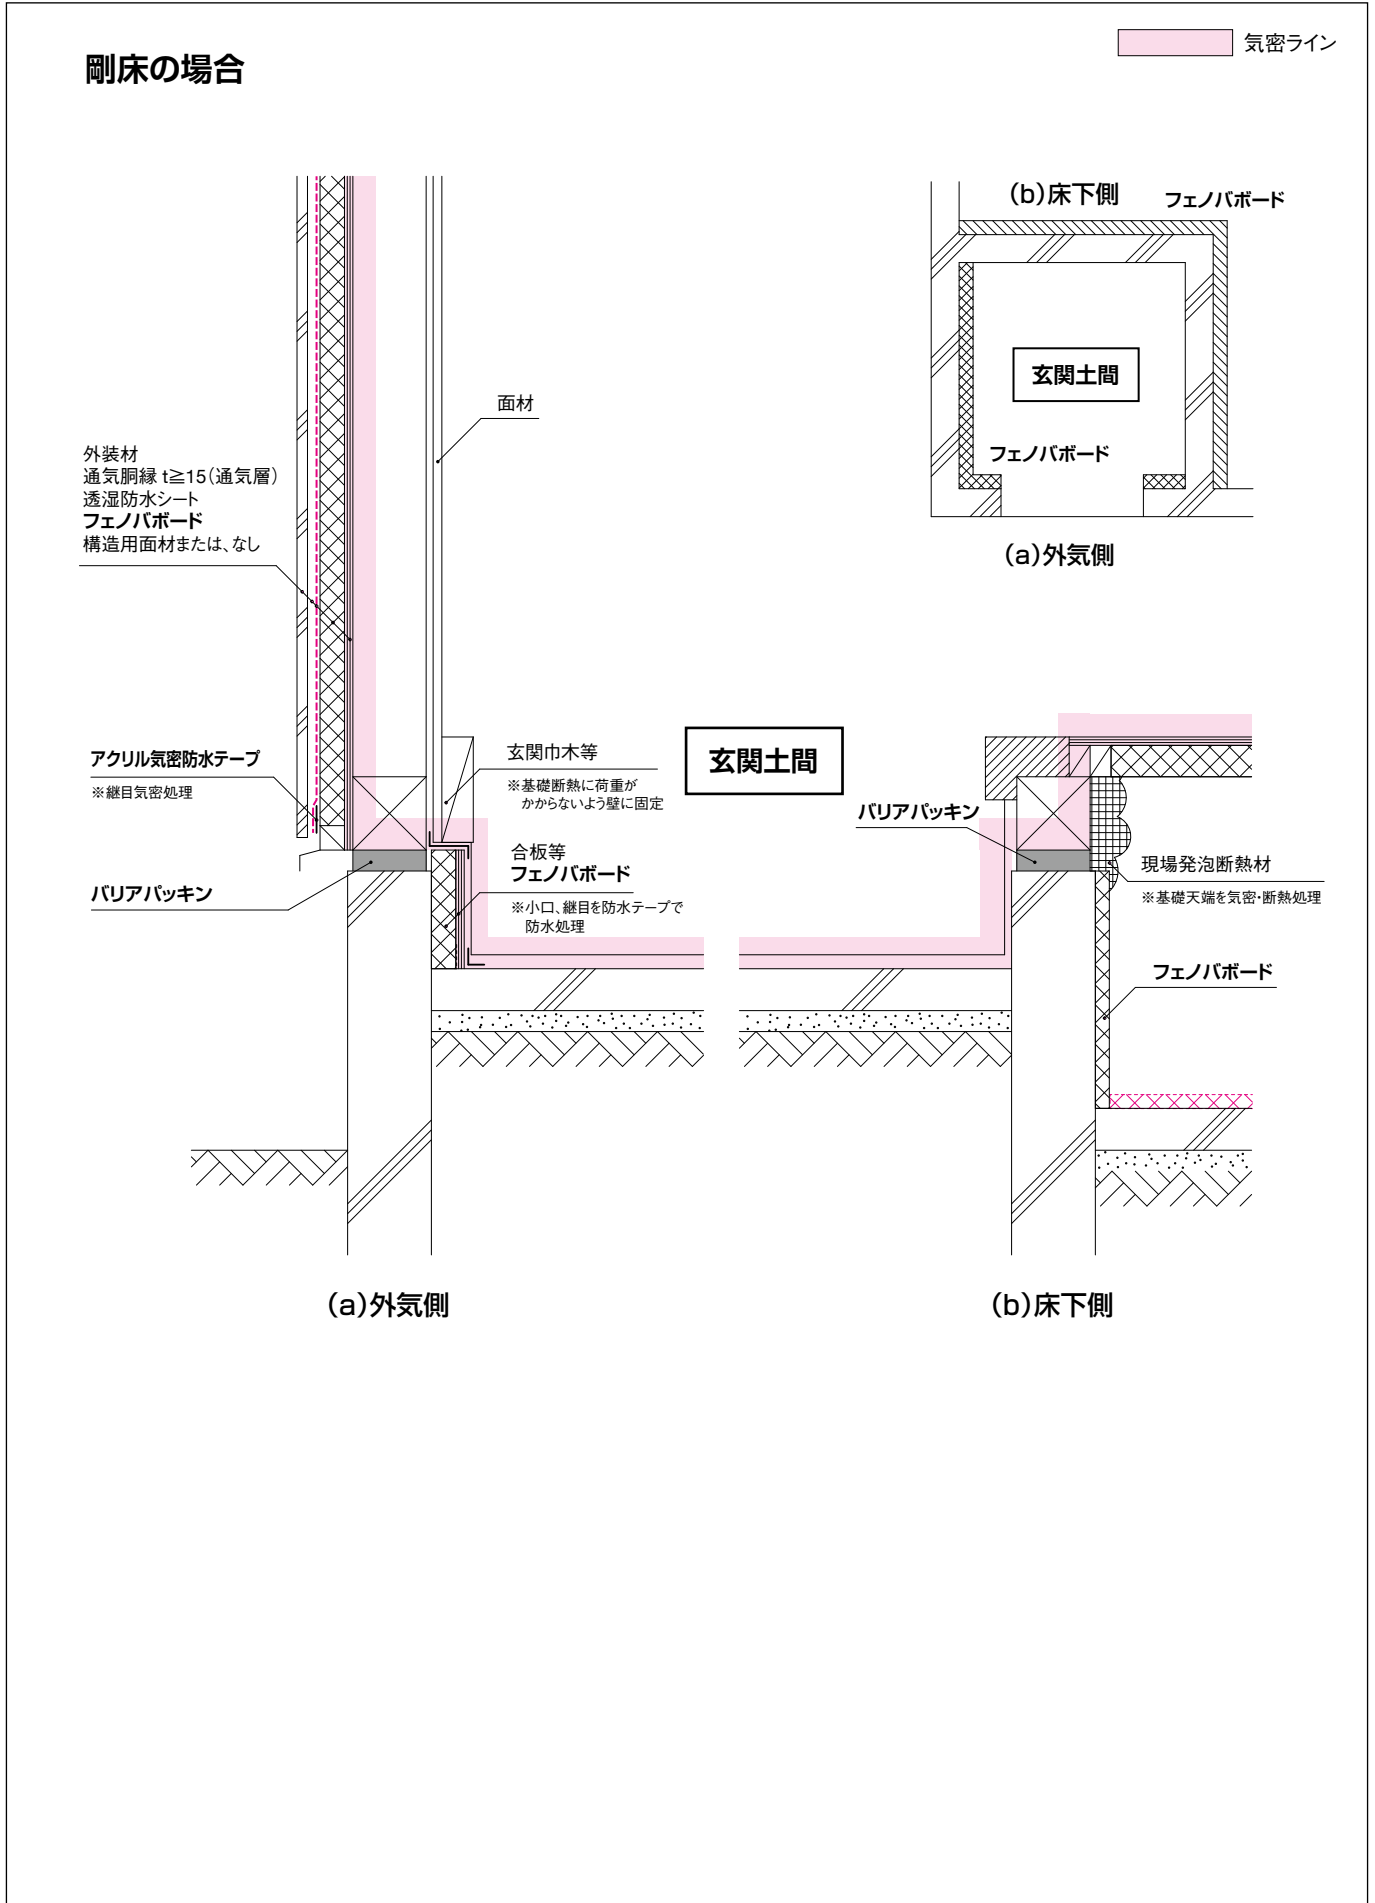 剛床の場合
気密ライン
(b)床下側
フェノバボード
玄関土間
フェノバボード
(a)外気側
面材
外装材
通気胴縁 t≧15(通気層)
透湿防水シート
フェノバボード
構造用面材または、なし
アクリル気密防水テープ
※継目気密処理
バリアパッキン
玄関巾木等
※基礎断熱に荷重が
かからないよう壁に固定
合板等
フェノバボード
※小口、継目を防水テープで
防水処理
玄関土間
バリアパッキン
現場発泡断熱材
※基礎天端を気密・断熱処理
フェノバボード
(a)外気側
(b)床下側